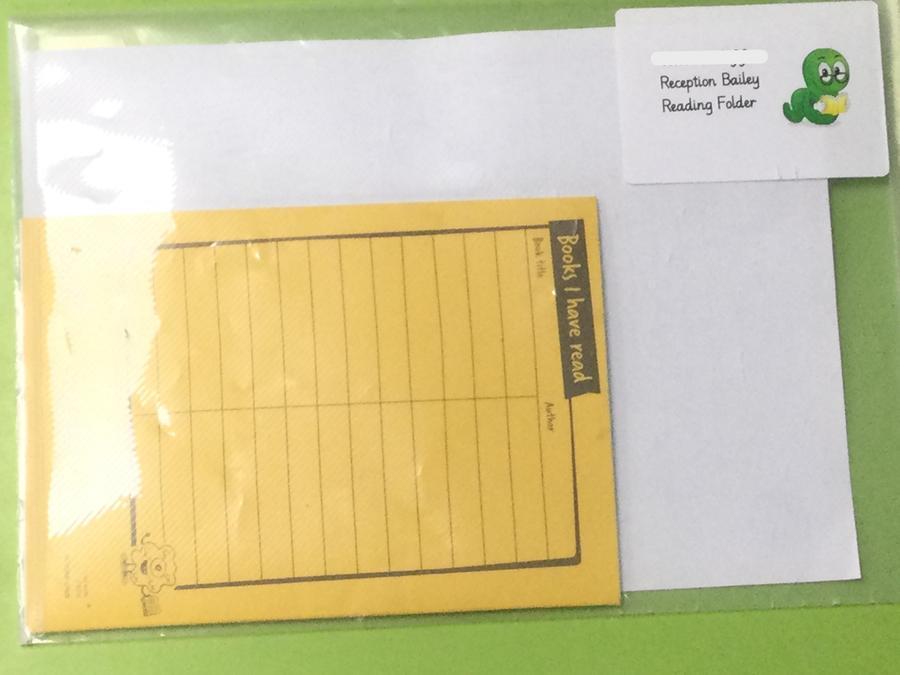 Reception Bailey
Reading Folder
Books I have read
Book title
Author